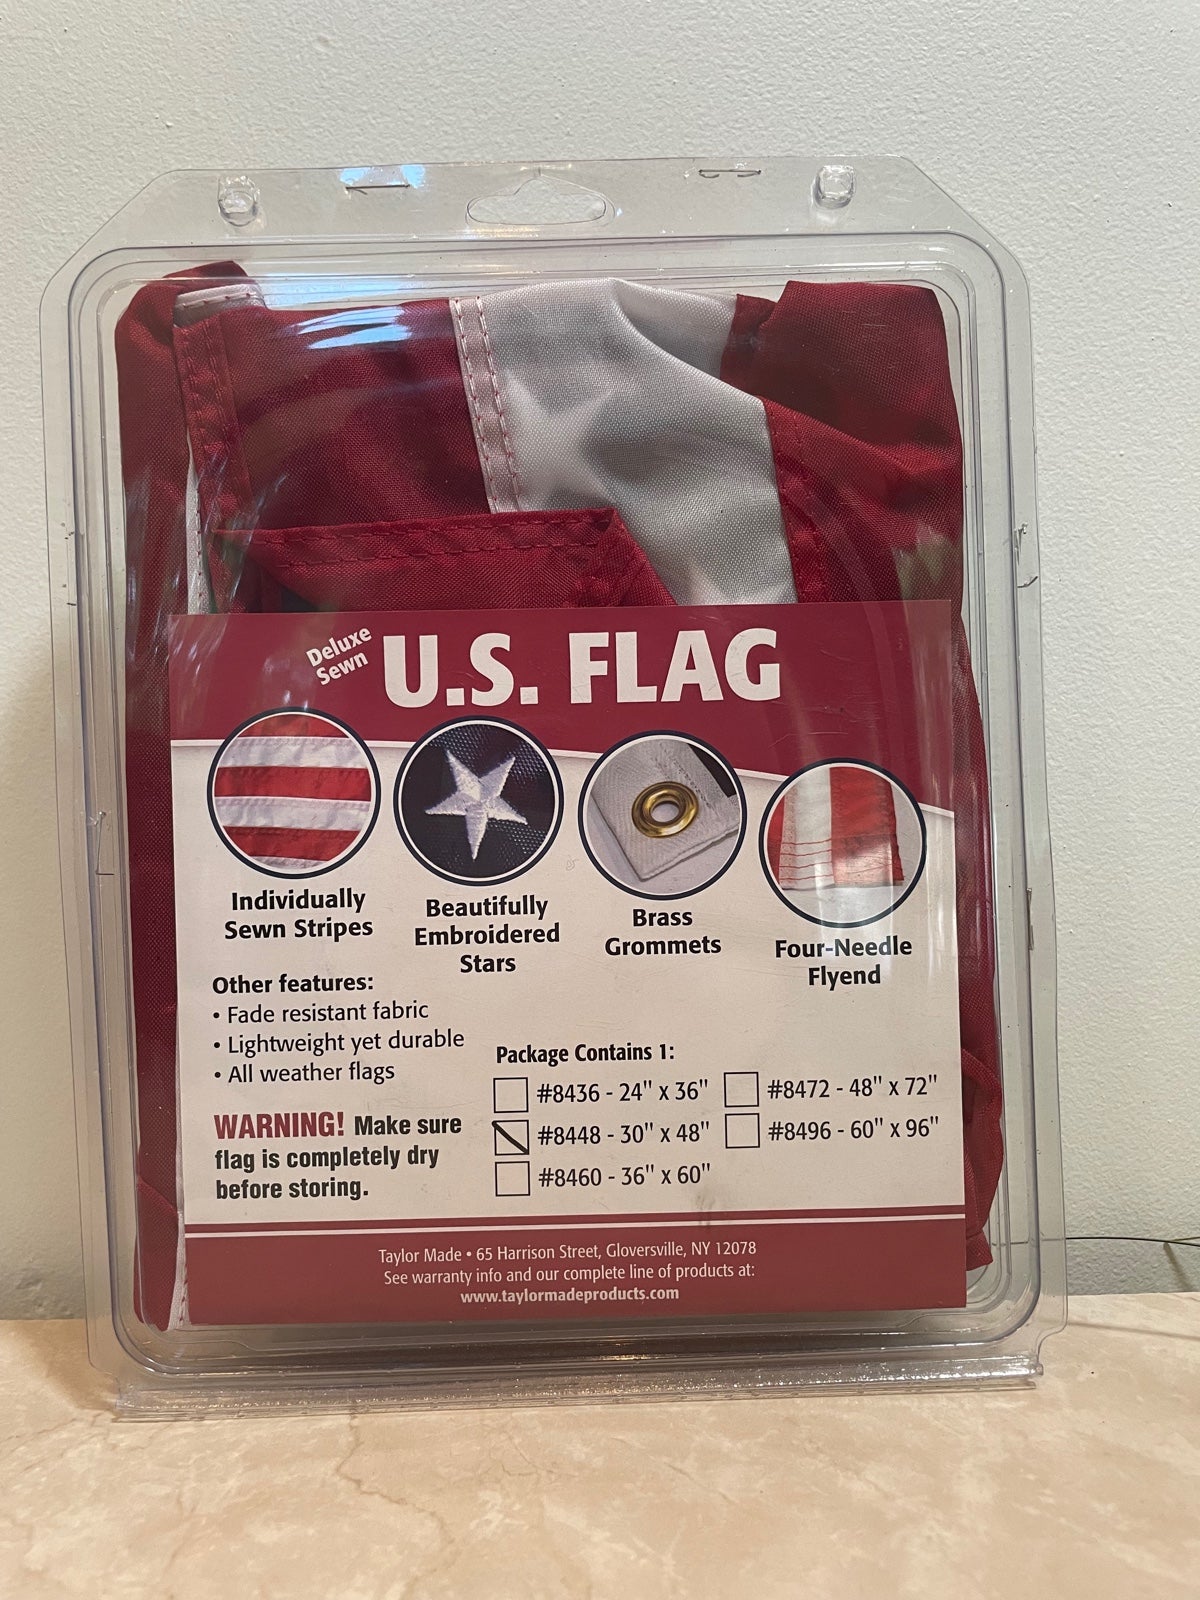 Deluxe
Sewn
U.S. FLAG
Individually
Sewn Stripes
Beautifully
Embroidered
Stars
Brass
Grommets
Four-Needle
Flyend
Other features:
• Fade resistant fabric
• Lightweight yet durable
• All weather flags
WARNING! Make sure
flag is completely dry
before storing.
Package Contains 1:
#8436 - 24" x 36"
#8448 - 30" x 48"
#8460 - 36" x 60"
#8472 - 48" x 72"
#8496 - 60" x 96"
Taylor Made • 65 Harrison Street, Gloversville, NY 12078
See warranty info and our complete line of products at:
www.taylormadeproducts.com